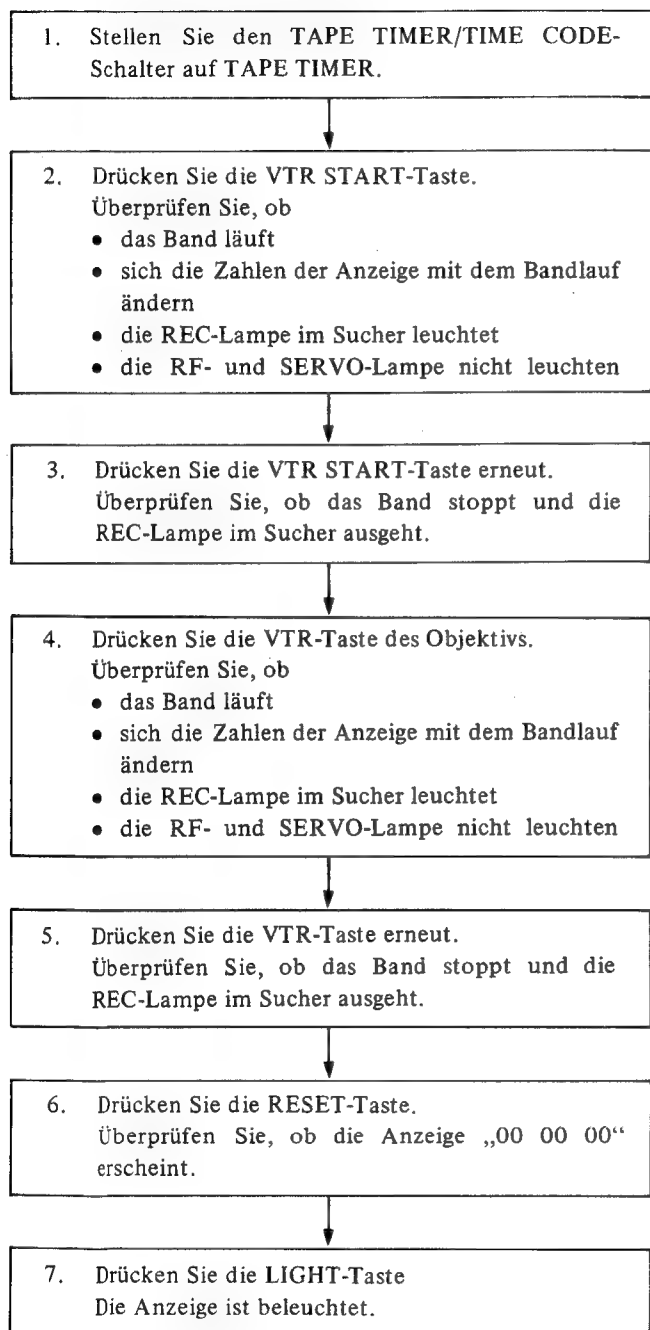 1. Stellen Sie den TAPE TIMER/TIME CODE-
Schalter auf TAPE TIMER.
2. Drücken Sie die VTR START-Taste.
Überprüfen Sie, ob
• das Band läuft
• sich die Zahlen der Anzeige mit dem Bandlauf
ändern
• die REC-Lampe im Sucher leuchtet
• die RF- und SERVO-Lampe nicht leuchten
3. Drücken Sie die VTR START-Taste erneut.
Überprüfen Sie, ob das Band stoppt und die
REC-Lampe im Sucher ausgeht.
4. Drücken Sie die VTR-Taste des Objektivs.
Überprüfen Sie, ob
• das Band läuft
• sich die Zahlen der Anzeige mit dem Bandlauf
ändern
• die REC-Lampe im Sucher leuchtet
• die RF- und SERVO-Lampe nicht leuchten
5. Drücken Sie die VTR-Taste erneut.
Überprüfen Sie, ob das Band stoppt und die
REC-Lampe im Sucher ausgeht.
6. Drücken Sie die RESET-Taste.
Überprüfen Sie, ob die Anzeige „00 00 00“
erscheint.
7. Drücken Sie die LIGHT-Taste
Die Anzeige ist beleuchtet.